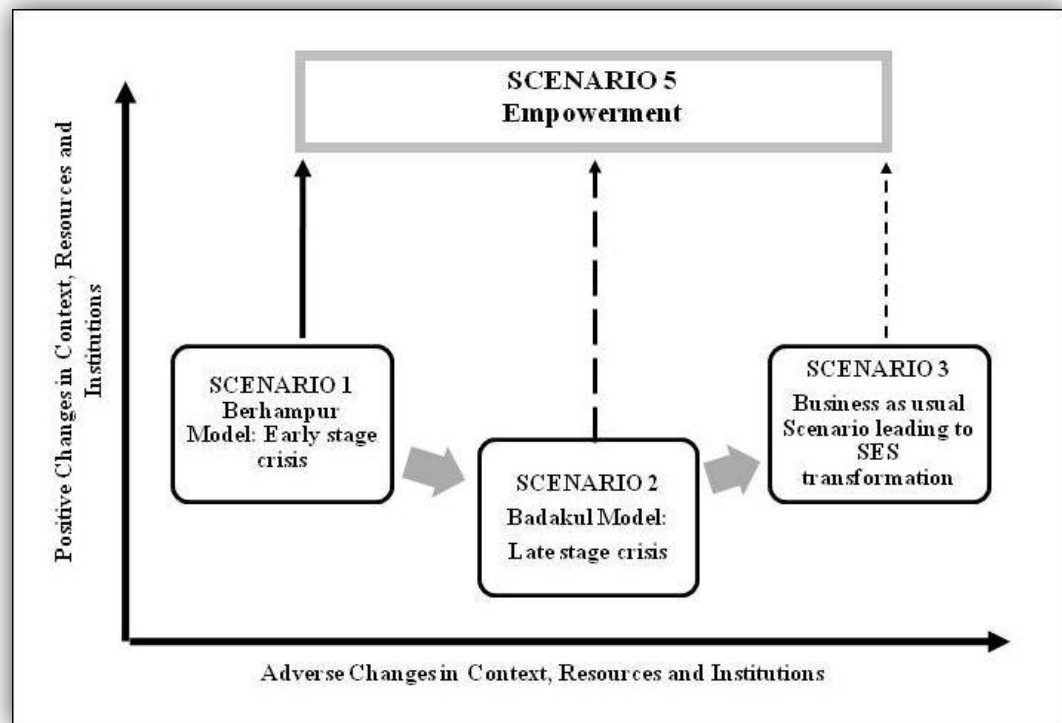 SCENARIO 5
Empowerment
Positive Changes in Context, Resources and
Institutions
SCENARIO 1
Berhampur
Model: Early stage
crisis
SCENARIO 2
Badakul Model:
Late stage crisis
SCENARIO 3
Business as usual
Scenario leading to
SES
transformation
Adverse Changes in Context, Resources and Institutions